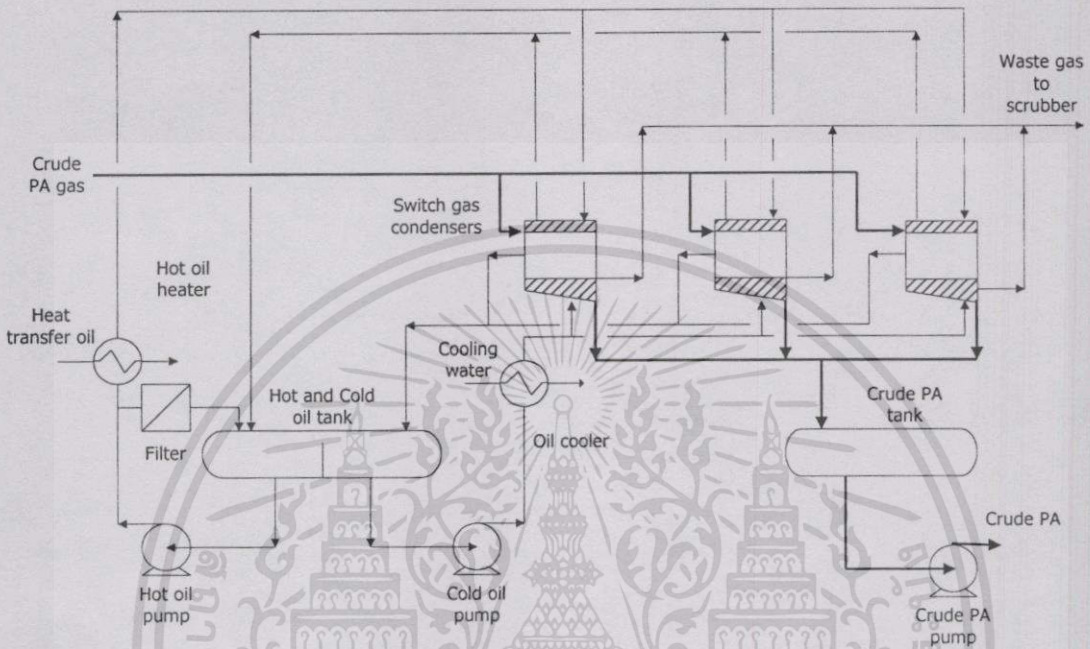 Waste gas
to
scrubber
Crude
PA gas
Switch gas
condensers
Hot oil
heater
Heat
transfer oil
Cooling
water
Hot and Cold
oil tank
Crude PA
tank
Filter
Oil cooler
Crude PA
Hot oil
pump
Cold oil
pump
Crude PA
pump